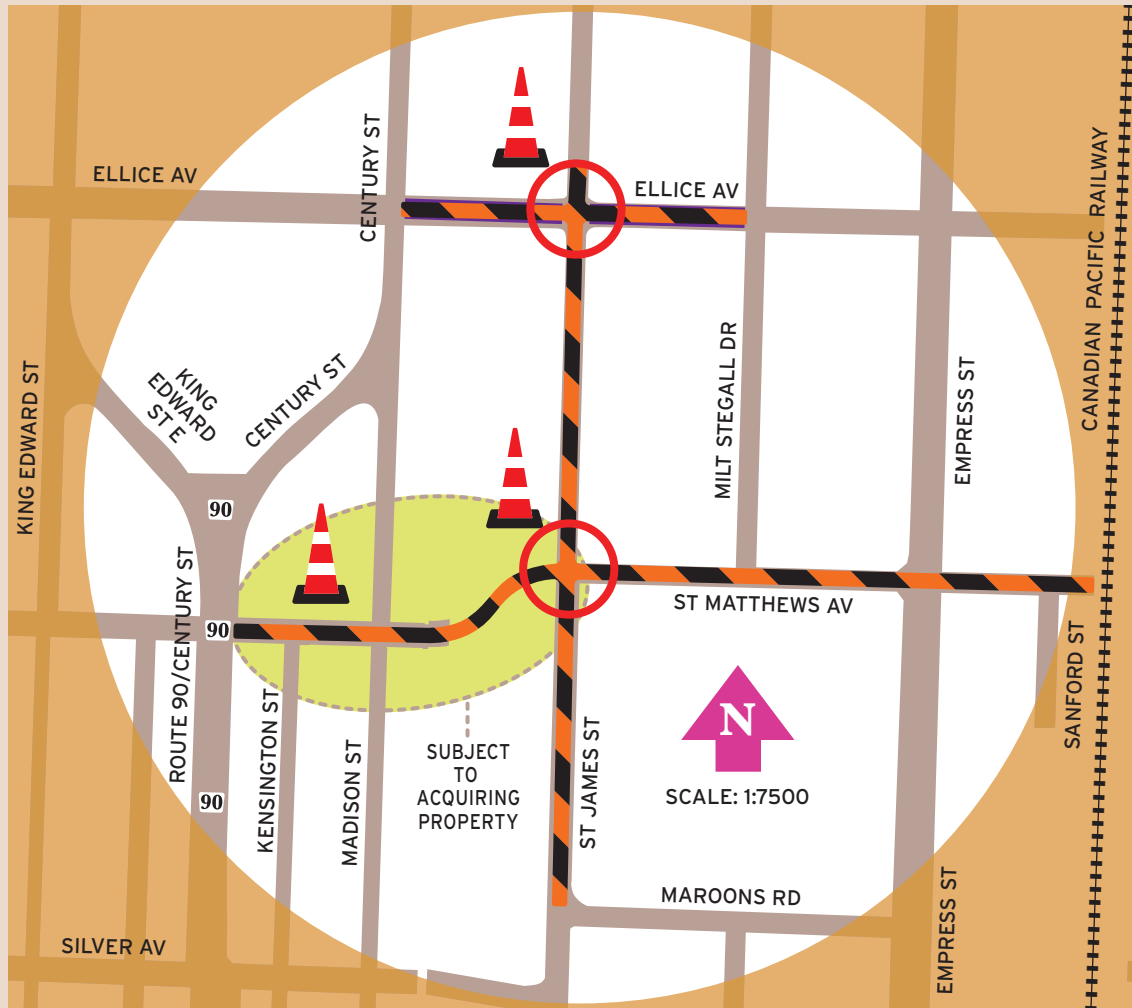 ELLICE AV
CENTURY ST
ELLICE AV
CANADIAN PACIFIC RAILWAY
KING EDWARD ST
KING
EDWARD
ST E
CENTURY ST
MILT STEGALL DR
EMPRESS ST
90
90
ROUTE 90/CENTURY ST
ST MATTHEWS AV
SANFORD ST
KENSINGTON ST
MADISON ST
SUBJECT
TO
ACQUIRING
PROPERTY
ST JAMES ST
N
SCALE: 1:7500
90
MAROONS RD
EMPRESS ST
SILVER AV